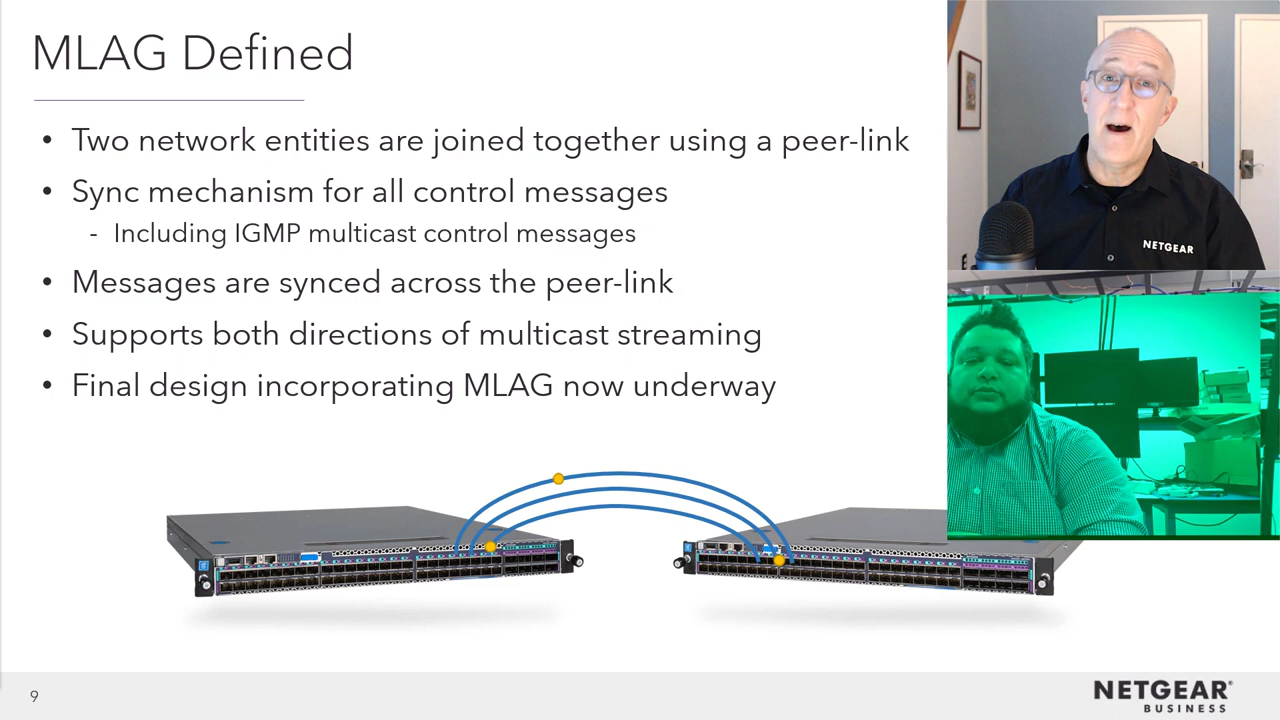 MLAG Defined
• Two network entities are joined together using a peer-link
• Sync mechanism for all control messages
- Including IGMP multicast control messages
• Messages are synced across the peer-link
• Supports both directions of multicast streaming
• Final design incorporating MLAG now underway
NETGEAR
9
NETGEAR®
BUSINESS